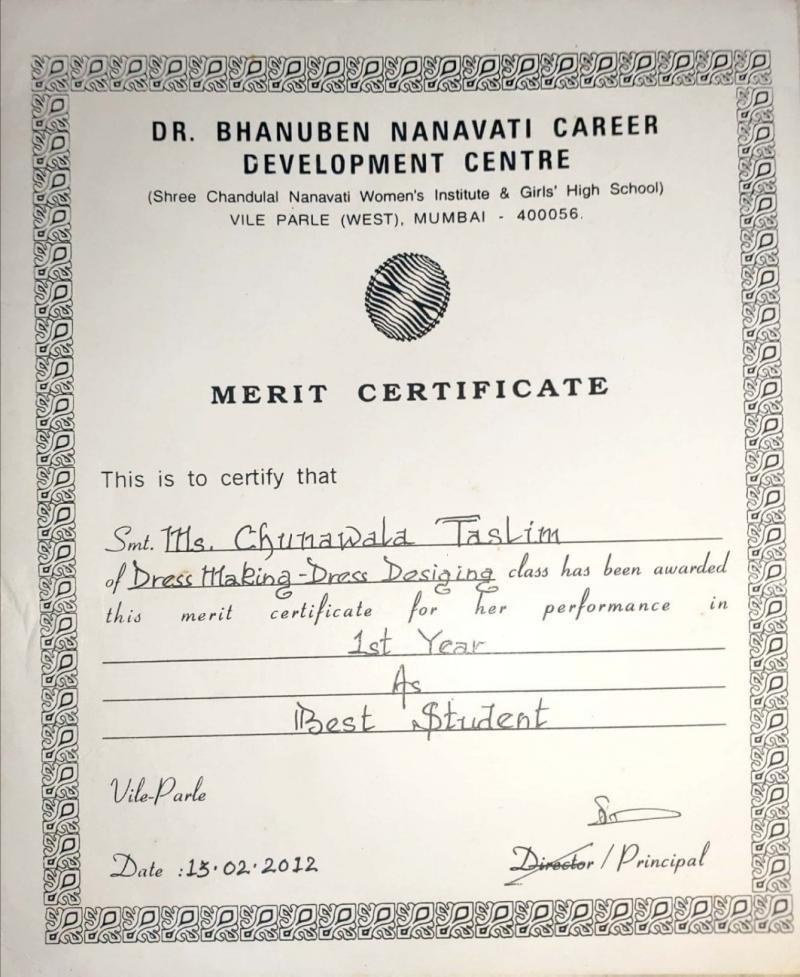 DR. BHANUBEN NANAVATI CAREER
DEVELOPMENT CENTRE
(Shree Chandulal Nanavati Women's Institute & Girls' High School)
VILE PARLE (WEST), MUMBAI - 400056.
MERIT CERTIFICATE
This is to certify that
Smt. Ms. Chunawala Taslim
of Dress Making-Dress Desiging class has been awarded
this merit certificate for her performance in
1st Year
As
Best Student
Vile-Parle
Date : 15.02.2012
Director / Principal